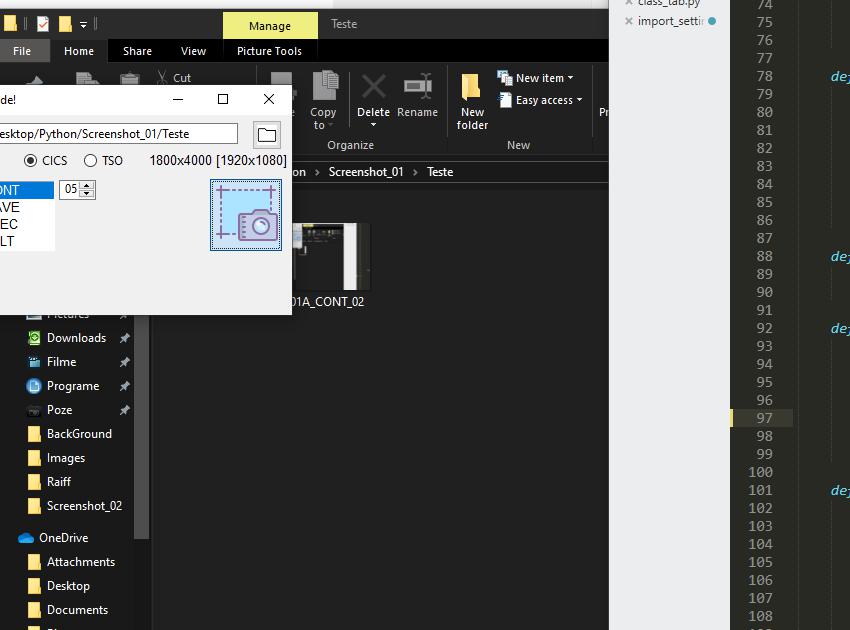 Manage
Teste
File
Home
Share
View
Picture Tools
Cut
Copy
to
Delete
Rename
New
folder
New item
Easy access
Organize
New
de!
esktop/Python/Screenshot_01/Teste
CICS
TSO
1800x4000 [1920x1080]
ONT
05
AVE
EC
LT
on › Screenshot_01 › Teste
01A_CONT_02
Pictures
Downloads
Filme
Programe
Poze
BackGround
Images
Raiff
Screenshot_02
OneDrive
Attachments
Desktop
Documents
class_tab.py
import_setti
74
75
76
77
78 def
79
80
81
82
83
84
85
86
87
88 def
89
90
91
92 def
93
94
95
96
97
98
99
100
101 def
102
103
104
105
106
107
108